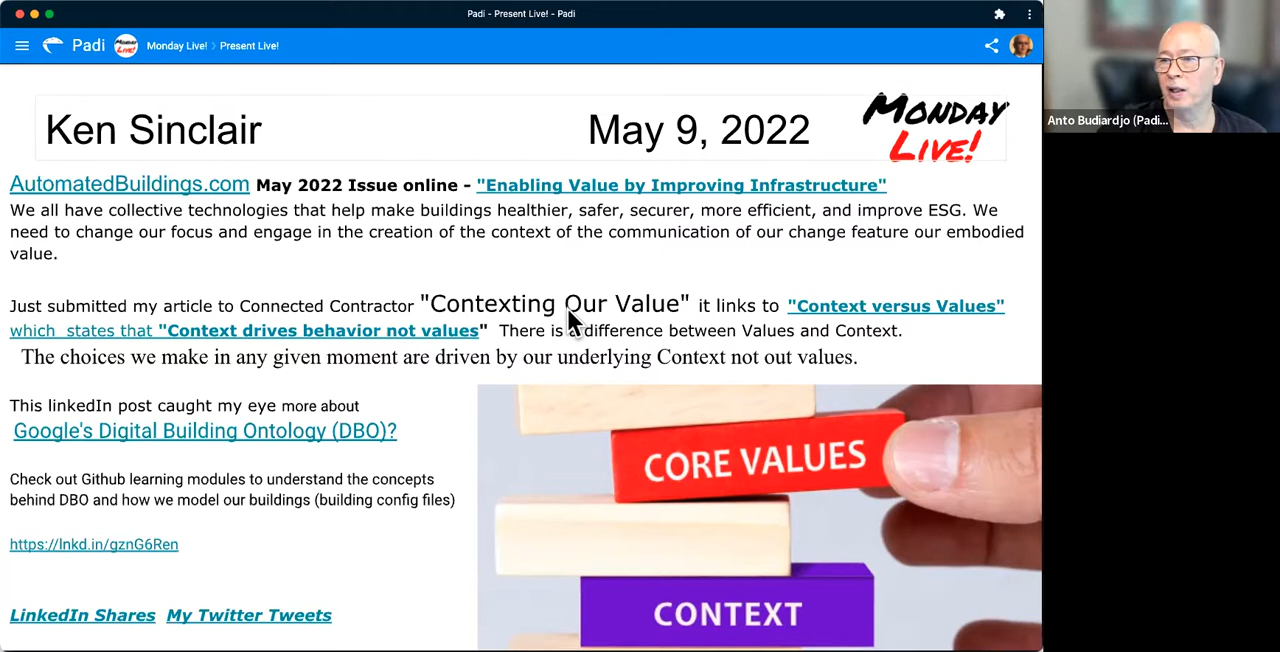 Padi - Present Live! - Padi
Padi Monday Live! Monday Live! > Present Live!
Anto Budiardjo (Padi...
Ken Sinclair May 9, 2022 Monday Live!
AutomatedBuildings.com May 2022 Issue online - "Enabling Value by Improving Infrastructure"
We all have collective technologies that help make buildings healthier, safer, securer, more efficient, and improve ESG. We
need to change our focus and engage in the creation of the context of the communication of our change feature our embodied
value.
Just submitted my article to Connected Contractor "Contexting Our Value" it links to "Context versus Values"
which states that "Context drives behavior not values" There is a difference between Values and Context.
The choices we make in any given moment are driven by our underlying Context not out values.
This linkedIn post caught my eye more about
Google's Digital Building Ontology (DBO)?
Check out Github learning modules to understand the concepts
behind DBO and how we model our buildings (building config files)
https://lnkd.in/gznG6Ren
LinkedIn Shares My Twitter Tweets
CORE VALUES
CONTEXT